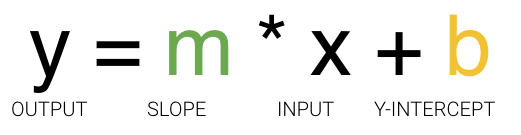 y = m * x + b
OUTPUT SLOPE INPUT Y-INTERCEPT